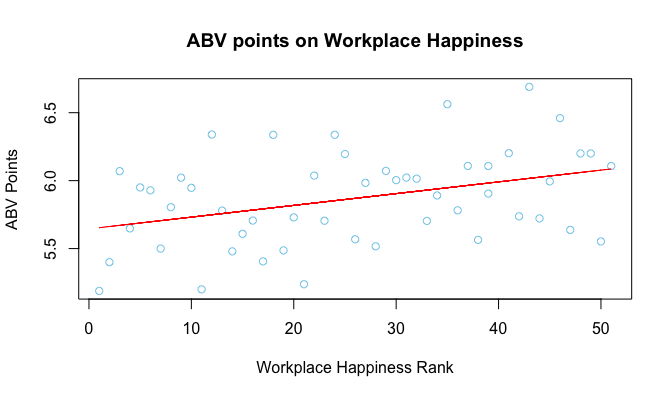 ABV points on Workplace Happiness
ABV Points
6.5
6.0
5.5
0 10 20 30 40 50
Workplace Happiness Rank